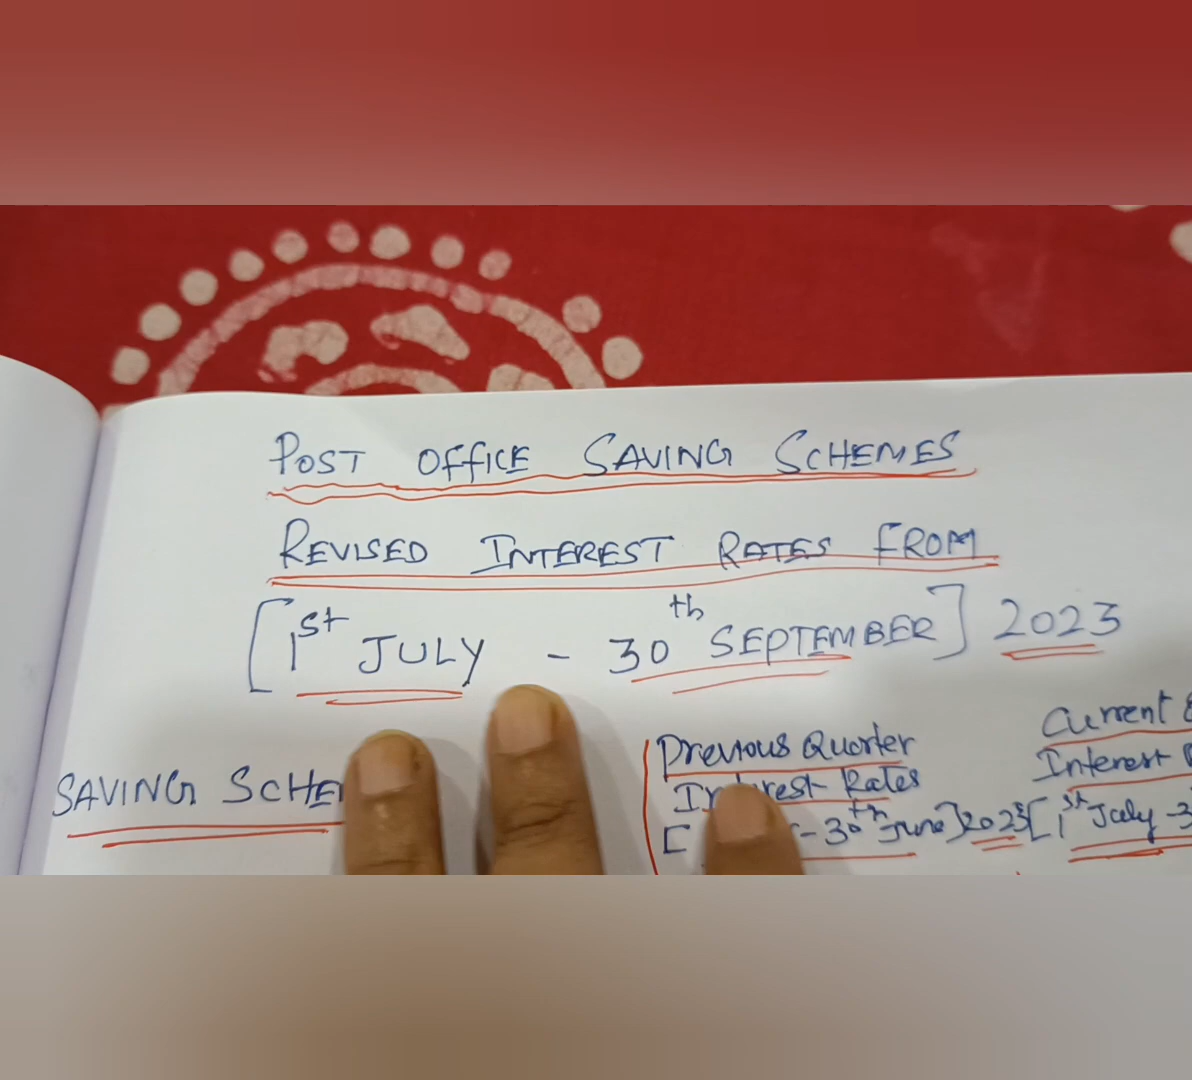 POST OFFICE SAVING SCHEMES
REVISED INTEREST RATES FROM
[1st JULY - 30th SEPTEMBER] 2023
SAVING
Previous Quarter
Current
Rates
Interest
[ - 30th June] 2023
[1st July -